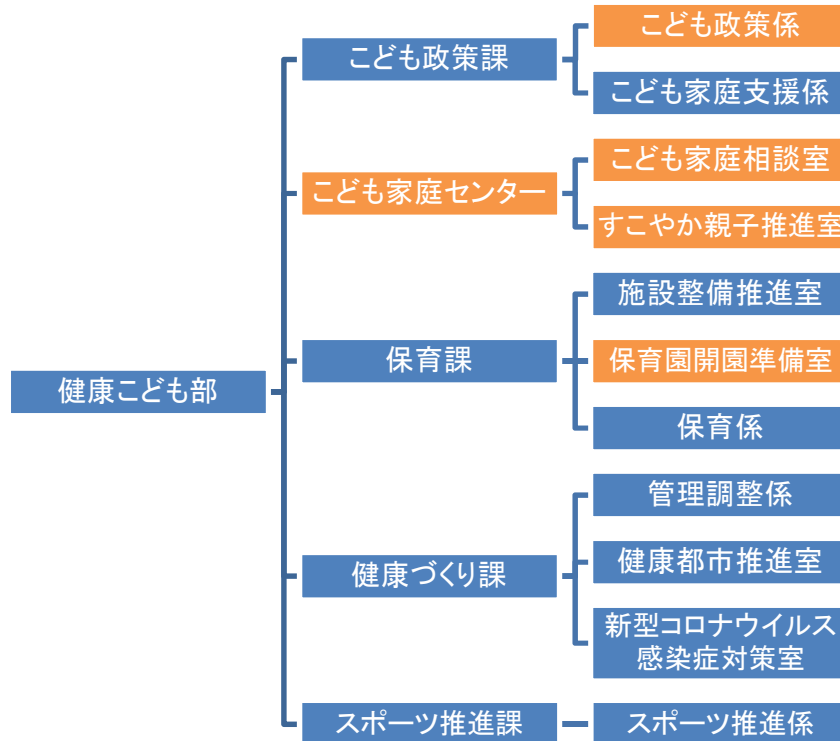 健康こども部
こども政策課
こども政策係
こども家庭支援係
こども家庭センター
こども家庭相談室
すこやか親子推進室
保育課
施設整備推進室
保育園開園準備室
保育係
健康づくり課
管理調整係
健康都市推進室
新型コロナウイルス
感染症対策室
スポーツ推進課
スポーツ推進係